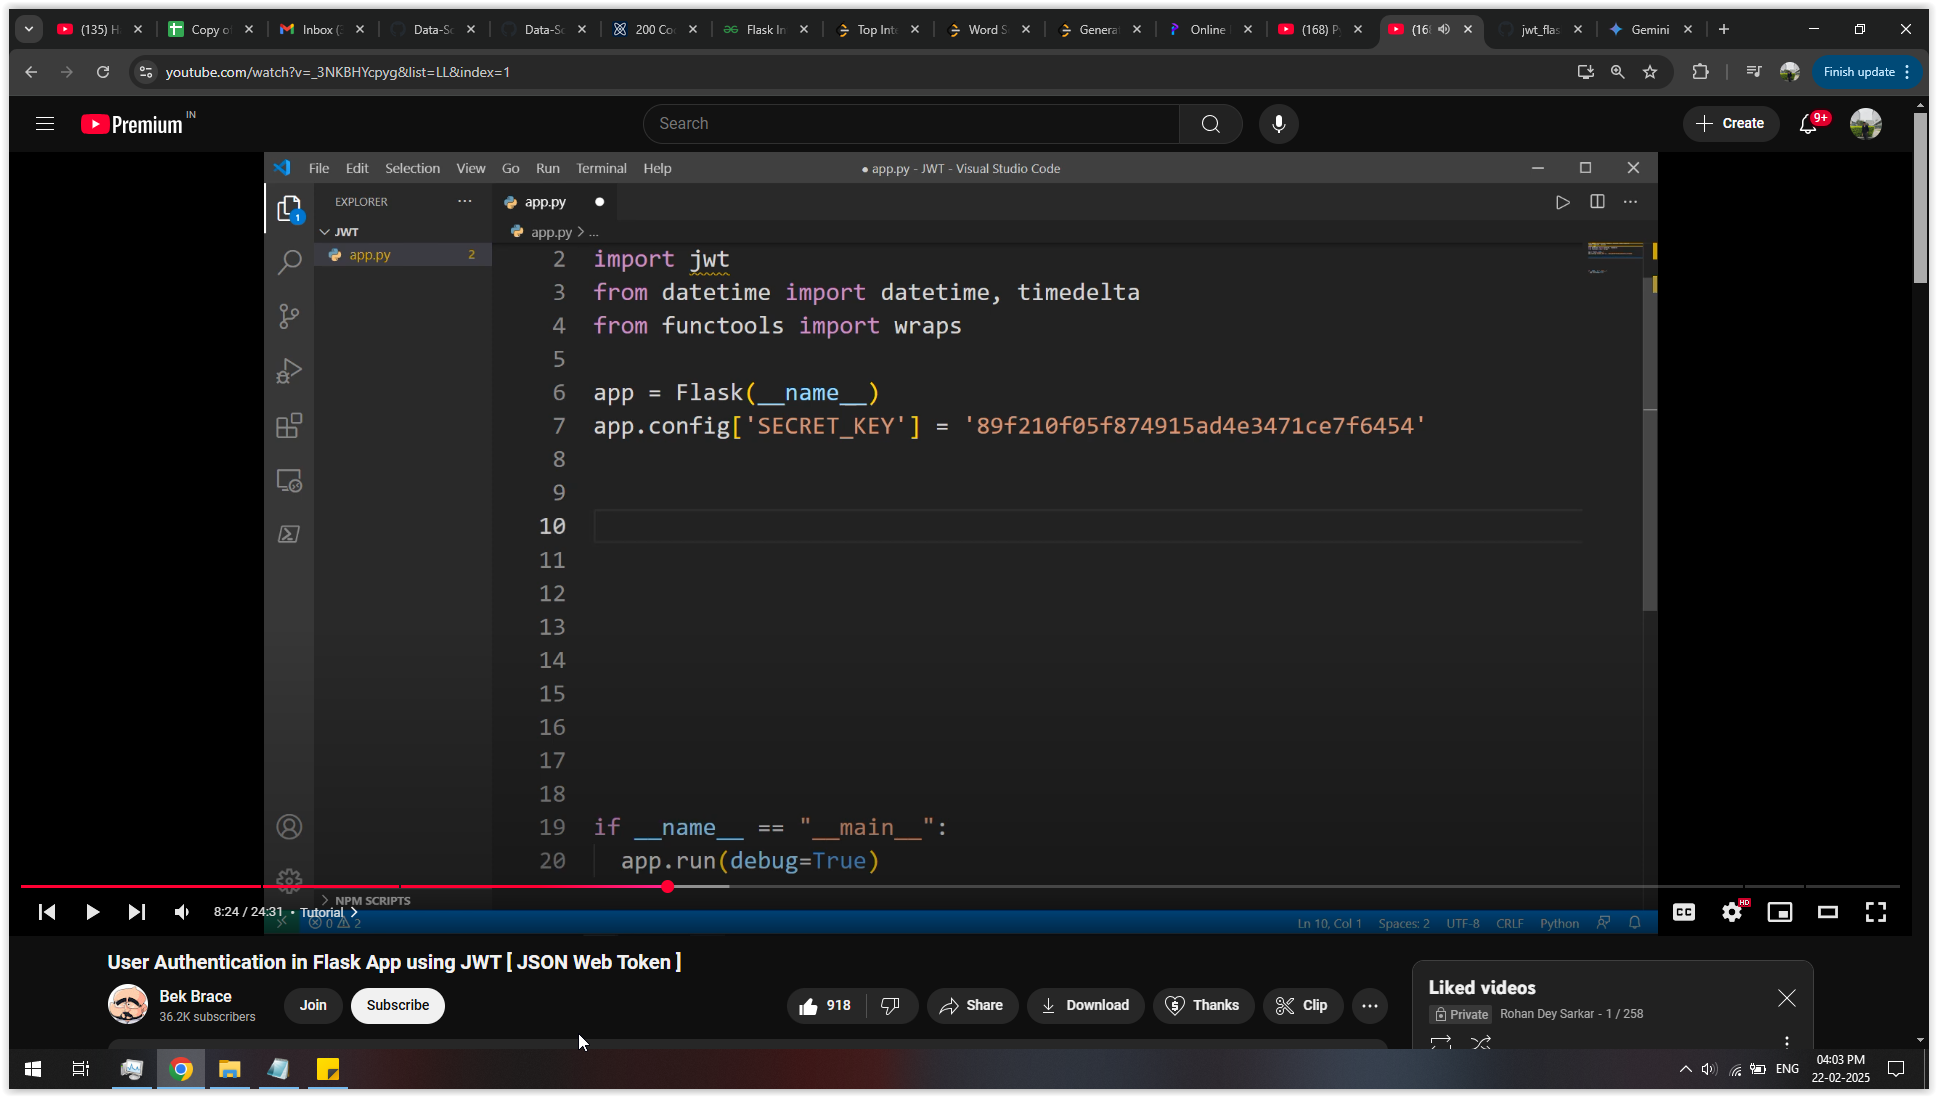 (135) H
Copy o
Inbox (3
Data-Sc
Data-Sc
200 Co
Flask In
Top Inte
Word S
Genera
Online
(168) P
(168
jwt_flas
Gemini
youtube.com/watch?v=_3NKBHYcpyg&list=LL&index=1
Finish update
Premium IN
Search
Create
9+
File Edit Selection View Go Run Terminal Help
● app.py - JWT - Visual Studio Code
EXPLORER
app.py
JWT
app.py > ...
app.py 2
1
2 import jwt
3 from datetime import datetime, timedelta
4 from functools import wraps
5
6 app = Flask(__name__)
7 app.config['SECRET_KEY'] = '89f210f05f874915ad4e3471ce7f6454'
8
9
10
11
12
13
14
15
16
17
18
19 if __name__ == "__main__":
20 app.run(debug=True)
NPM SCRIPTS
8:24 / 24:31 • Tutorial
CC
HD
0 2
Ln 10, Col 1 Spaces: 2 UTF-8 CRLF Python
User Authentication in Flask App using JWT [ JSON Web Token ]
Bek Brace
36.2K subscribers
Join
Subscribe
918
Share
Download
Thanks
Clip
Liked videos
Private Rohan Dey Sarkar - 1 / 258
ENG
04:03 PM
22-02-2025